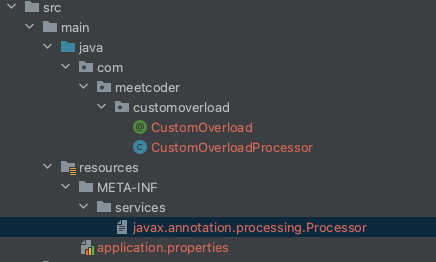 src
main
java
com
meetcoder
customoverload
CustomOverload
CustomOverloadProcessor
resources
META-INF
services
javax.annotation.processing.Processor
application.properties